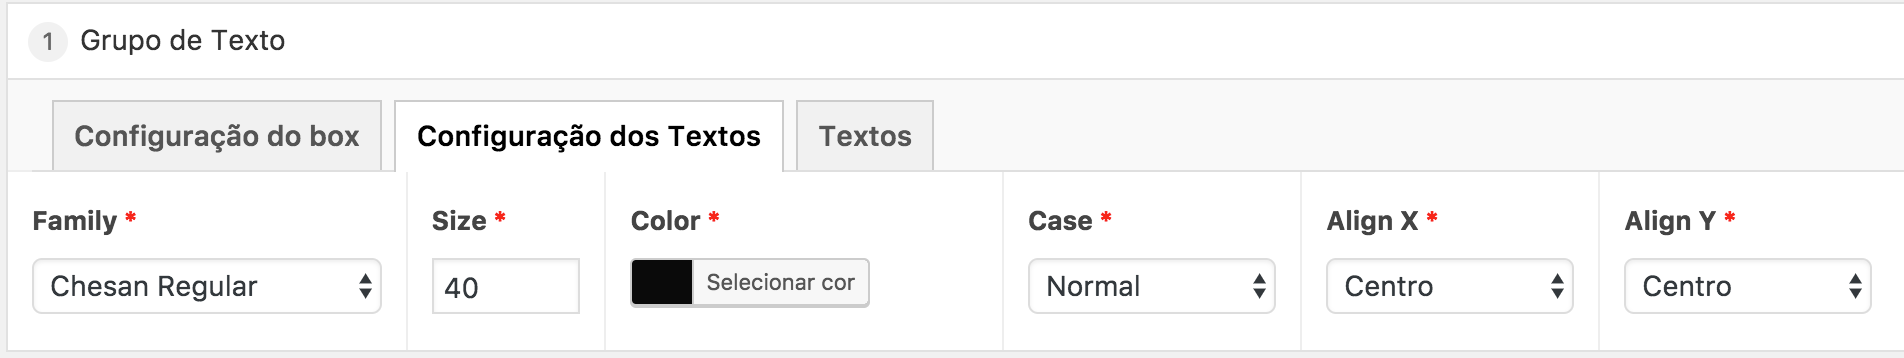 1 Grupo de Texto
Configuração do box Configuração dos Textos Textos
Family * Size * Color * Case * Align X * Align Y *
Chesan Regular 40 Selecionar cor Normal Centro Centro